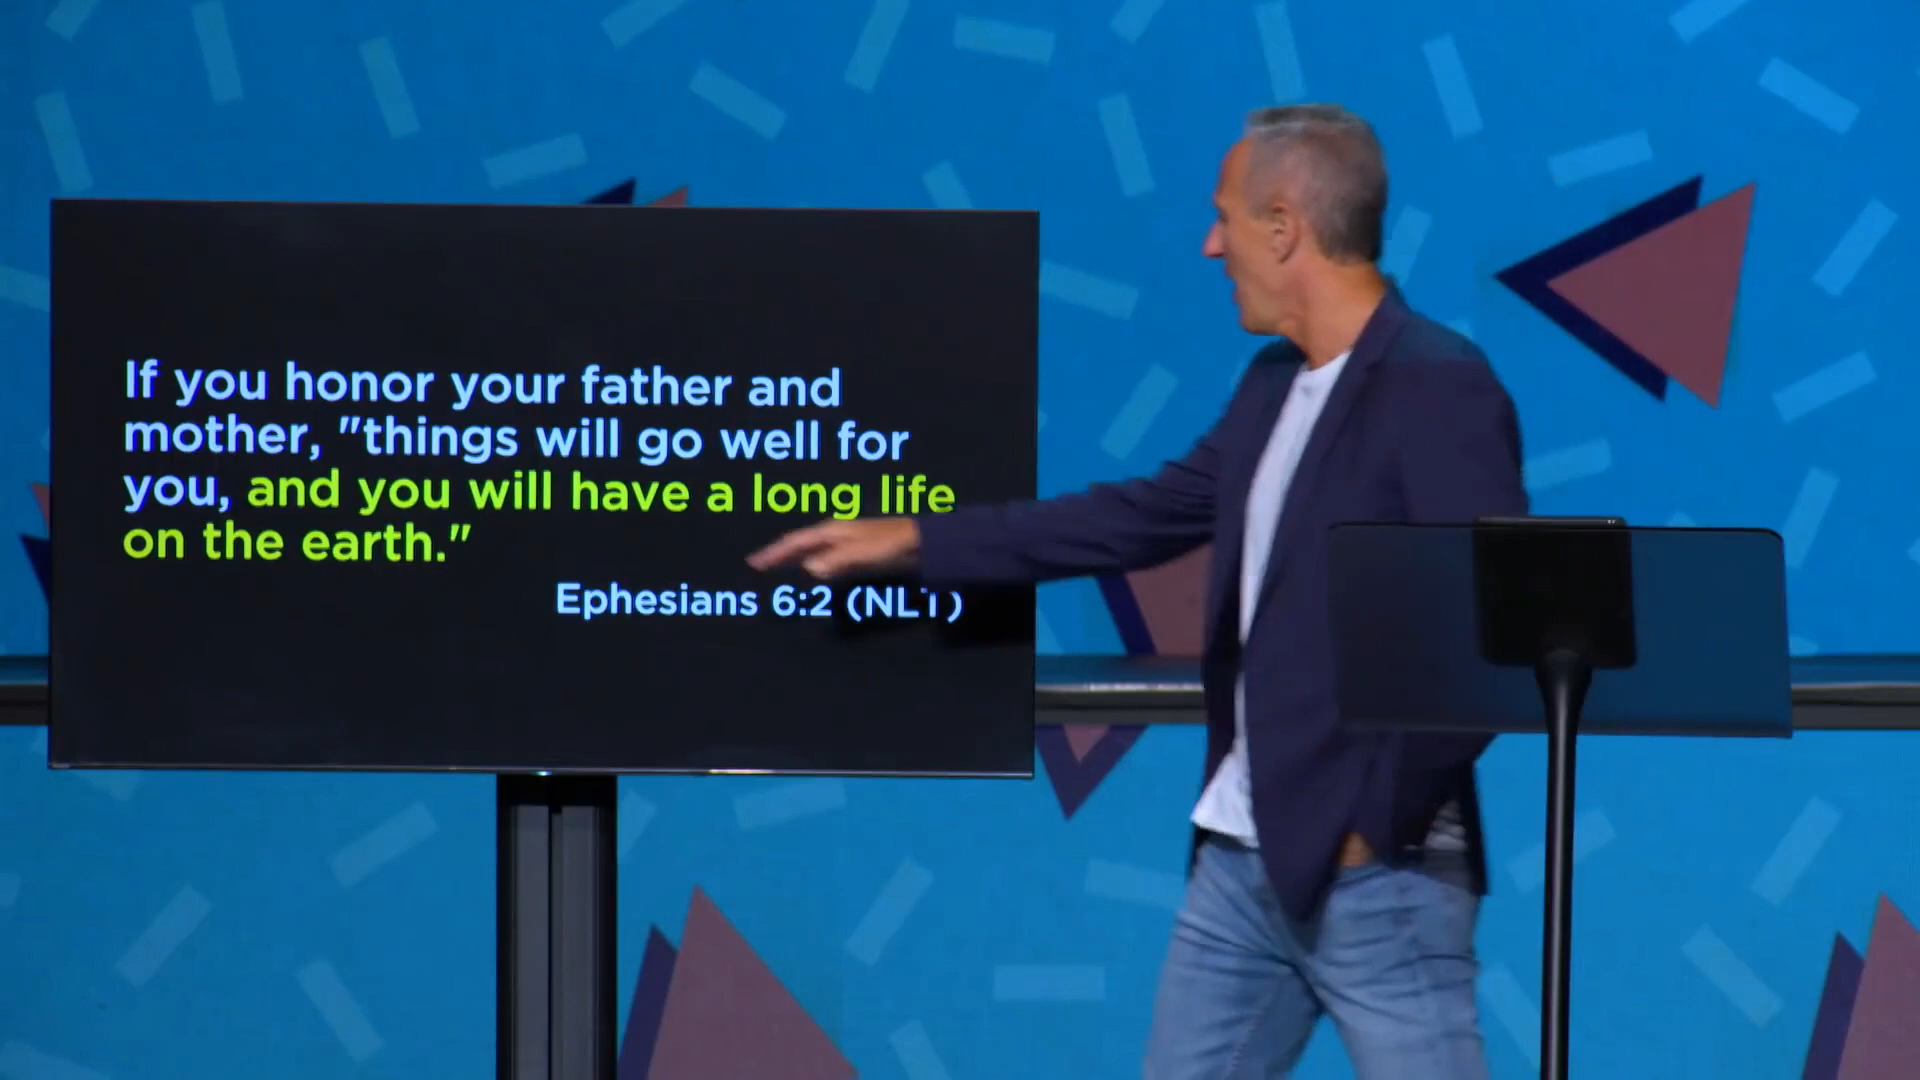 If you honor your father and
mother, "things will go well for
you, and you will have a long life
on the earth."
Ephesians 6:2 (NLT)